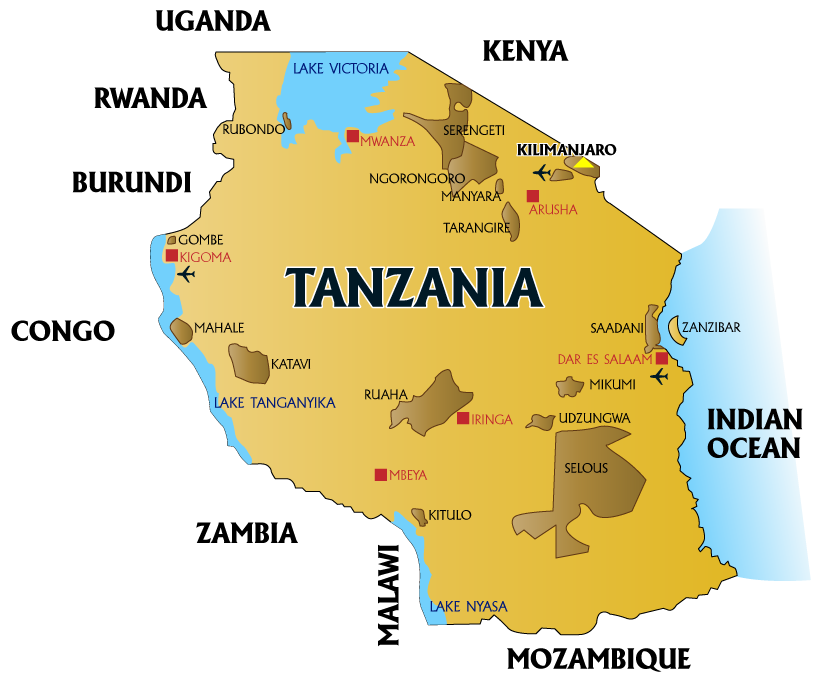 UGANDA
KENYA
LAKE VICTORIA
RWANDA
RUBONDO
SERENGETI
MWANZA
KILIMANJARO
BURUNDI
NGORONGORO
MANYARA
ARUSHA
TARANGIRE
GOMBE
KIGOMA
TANZANIA
CONGO
MAHALE
SAADANI
ZANZIBAR
KATAVI
DAR ES SALAAM
MIKUMI
RUAHA
LAKE TANGANYIKA
IRINGA
UDZUNGWA
INDIAN
OCEAN
SELOUS
MBEYA
KITULO
ZAMBIA
MALAWI
LAKE NYASA
MOZAMBIQUE